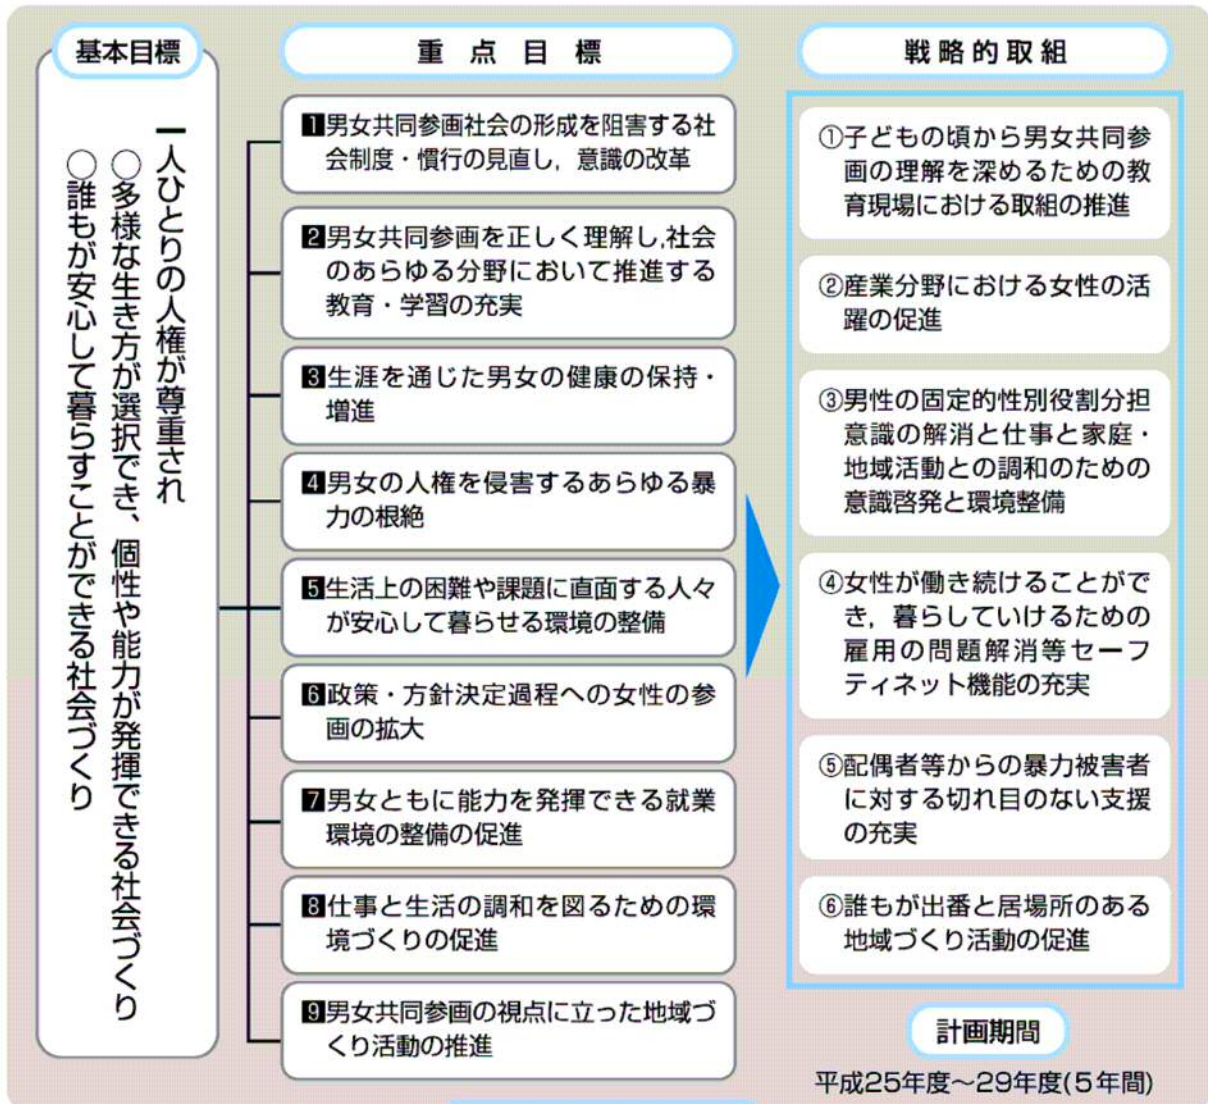 基本目標
一人ひとりの人権が尊重され
○多様な生き方が選択でき、個性や能力が発揮できる社会づくり
○誰もが安心して暮らすことができる社会づくり
重点目標
1男女共同参画社会の形成を阻害する社
会制度・慣行の見直し，意識の改革
2男女共同参画を正しく理解し,社会
のあらゆる分野において推進する
教育・学習の充実
3生涯を通じた男女の健康の保持・
増進
4男女の人権を侵害するあらゆる暴
力の根絶
5生活上の困難や課題に直面する人々
が安心して暮らせる環境の整備
6政策・方針決定過程への女性の参
画の拡大
7男女ともに能力を発揮できる就業
環境の整備の促進
8仕事と生活の調和を図るための環
境づくりの促進
9男女共同参画の視点に立った地域づ
くり活動の推進
戦略的取組
①子どもの頃から男女共同参
画の理解を深めるための教
育現場における取組の推進
②産業分野における女性の活
躍の促進
③男性の固定的性別役割分担
意識の解消と仕事と家庭・
地域活動との調和のための
意識啓発と環境整備
④女性が働き続けることがで
き，暮らしていけるための
雇用の問題解消等セーフ
ティネット機能の充実
⑤配偶者等からの暴力被害者
に対する切れ目のない支援
の充実
⑥誰もが出番と居場所のある
地域づくり活動の促進
計画期間
平成25年度～29年度(5年間)